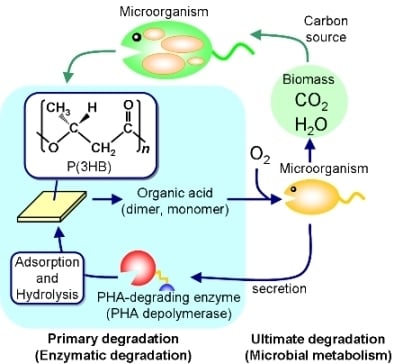 Microorganism
Carbon
source
Biomass
CO2
H2O
CH3
H
O
O
CH2
n
P(3HB)
O2
Microorganism
Organic acid
(dimer, monomer)
Adsorption
and
Hydrolysis
PHA-degrading enzyme
(PHA depolymerase)
secretion
Primary degradation
(Enzymatic degradation)
Ultimate degradation
(Microbial metabolism)